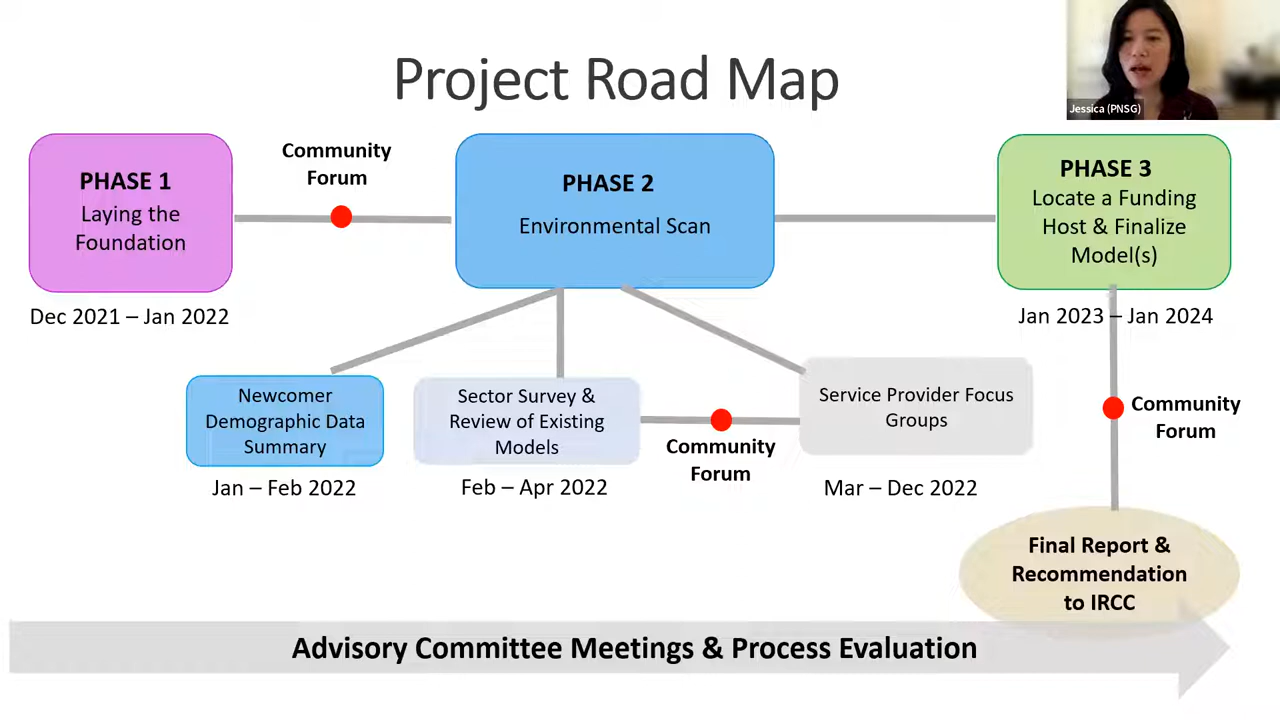 Project Road Map
Jessica (PNSG)
PHASE 1
Laying the
Foundation
Dec 2021 – Jan 2022
Community
Forum
PHASE 2
Environmental Scan
PHASE 3
Locate a Funding
Host & Finalize
Model(s)
Jan 2023 – Jan 2024
Newcomer
Demographic Data
Summary
Jan – Feb 2022
Sector Survey &
Review of Existing
Models
Feb – Apr 2022
Community
Forum
Service Provider Focus
Groups
Mar – Dec 2022
Community
Forum
Final Report &
Recommendation
to IRCC
Advisory Committee Meetings & Process Evaluation